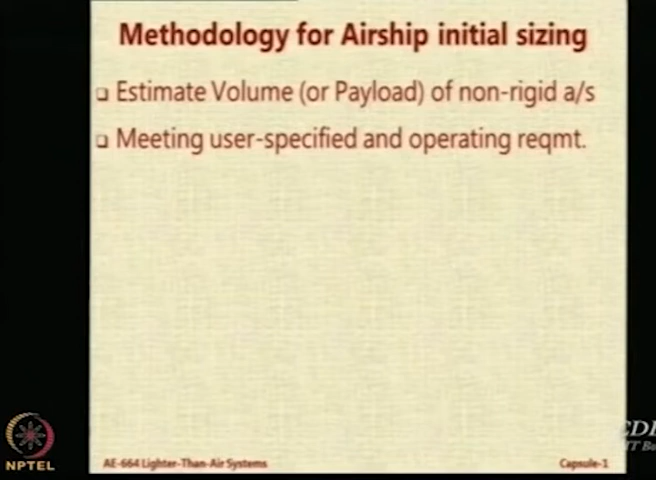 Methodology for Airship initial sizing
Estimate Volume (or Payload) of non-rigid a/s
Meeting user-specified and operating reqmt.
NPTEL
AE-664 Lighter-Than-Air Systems
Capsule-1